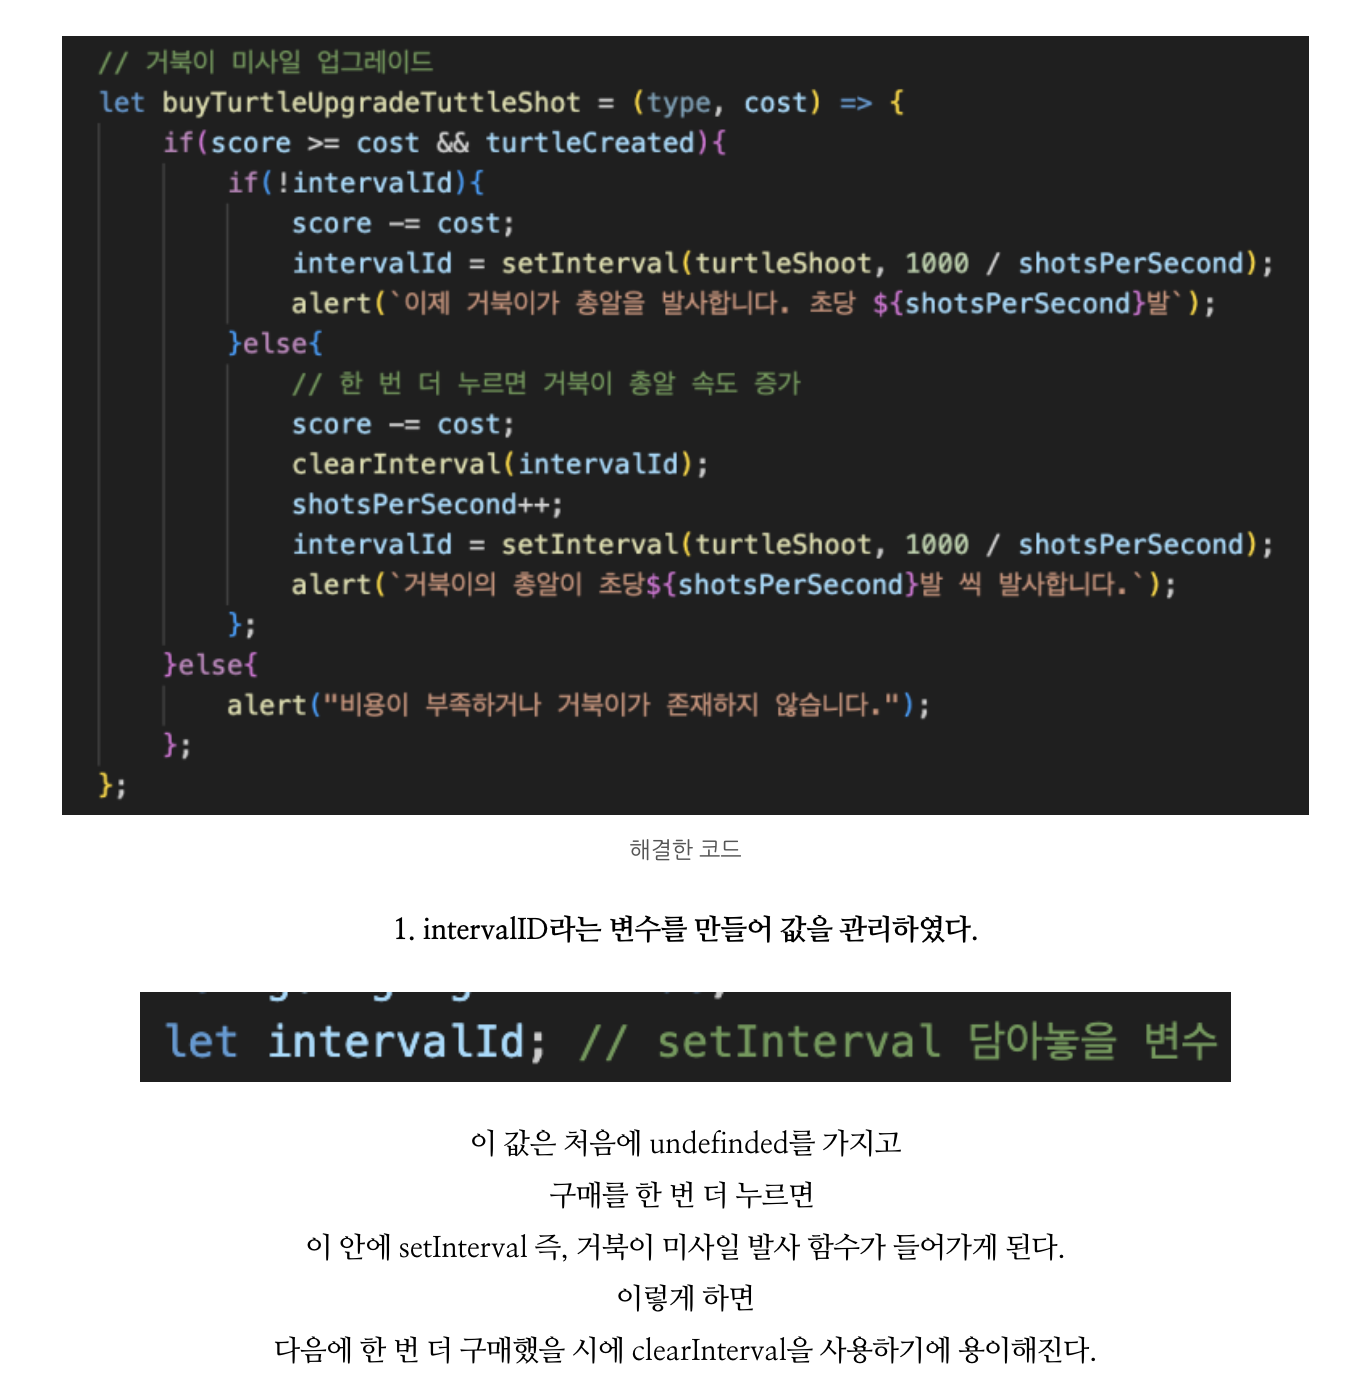 // 거북이 미사일 업그레이드
let buyTurtleUpgradeTuttleShot = (type, cost) => {
if(score >= cost && turtleCreated){
if(!intervalId){
score -= cost;
intervalId = setInterval(turtleShoot, 1000 / shotsPerSecond);
alert(`이제 거북이가 총알을 발사합니다. 초당 ${shotsPerSecond}발`);
}else{
// 한 번 더 누르면 거북이 총알 속도 증가
score -= cost;
clearInterval(intervalId);
shotsPerSecond++;
intervalId = setInterval(turtleShoot, 1000 / shotsPerSecond);
alert(`거북이의 총알이 초당${shotsPerSecond}발 씩 발사합니다.`);
};
}else{
alert("비용이 부족하거나 거북이가 존재하지 않습니다.");
};
};
해결한 코드
1. intervalID라는 변수를 만들어 값을 관리하였다.
let intervalId; // setInterval 담아놓을 변수
이 값은 처음에 undefinded를 가지고
구매를 한 번 더 누르면
이 안에 setInterval 즉, 거북이 미사일 발사 함수가 들어가게 된다.
이렇게 하면
다음에 한 번 더 구매했을 시에 clearInterval을 사용하기에 용이해진다.